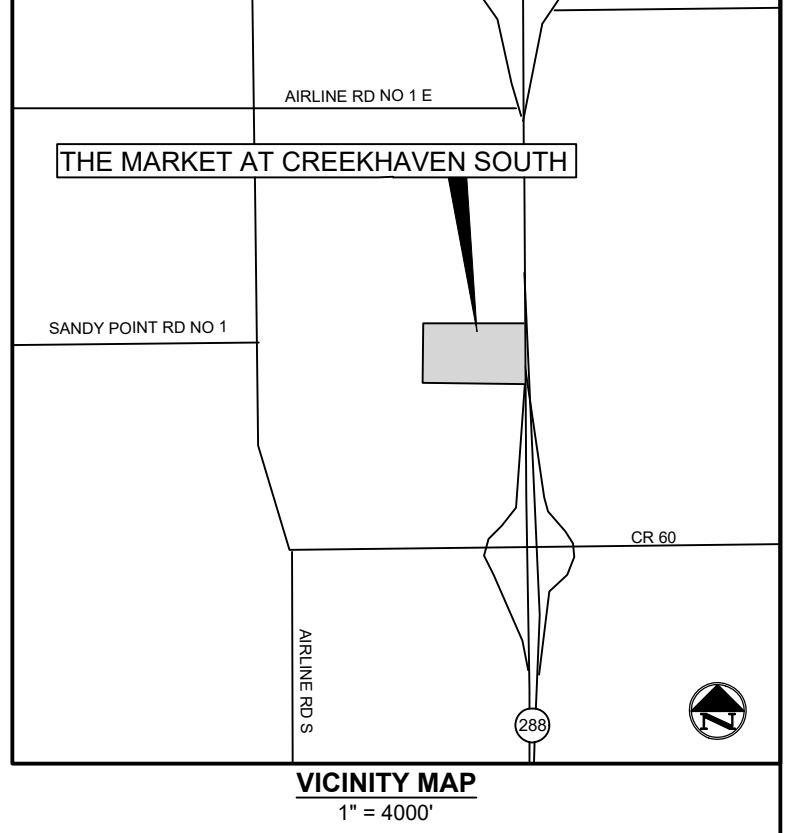 AIRLINE RD NO 1 E
THE MARKET AT CREEKHAVEN SOUTH
SANDY POINT RD NO 1
CR 60
AIRLINE RD S
288
N
VICINITY MAP
1" = 4000'